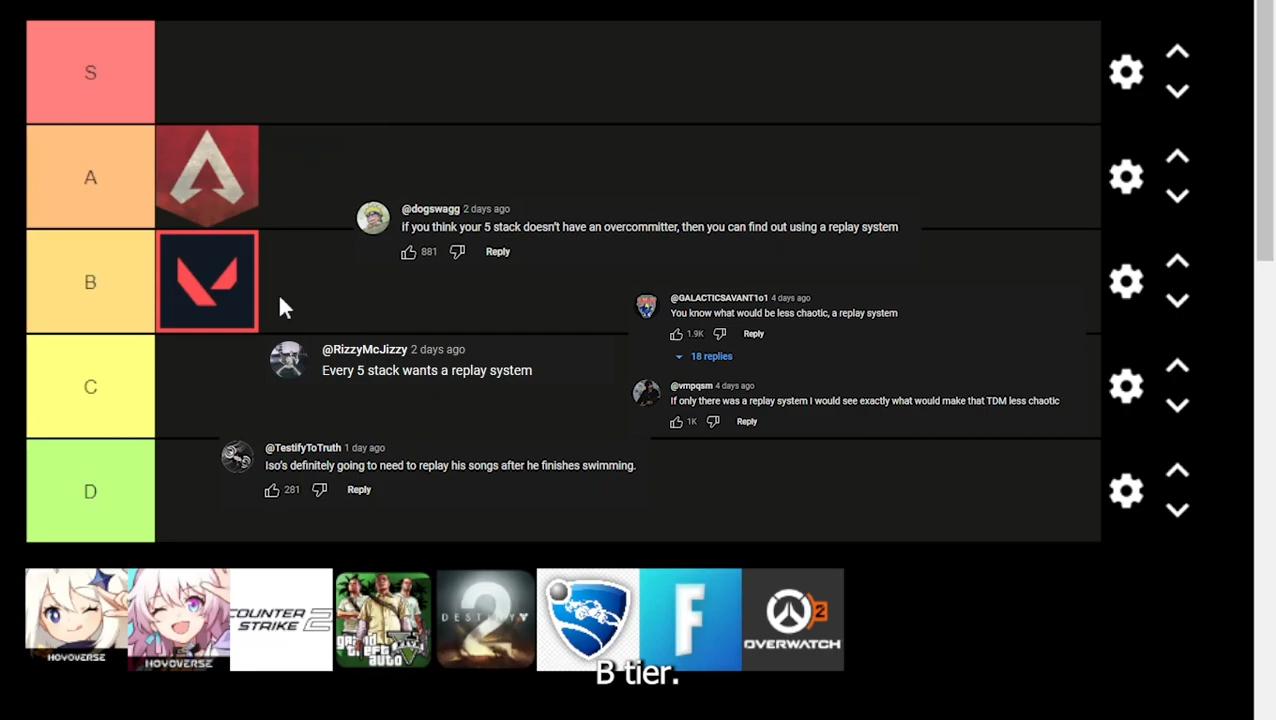 S
A
@dogswagg 2 days ago
If you think your 5 stack doesn't have an overcommitter, then you can find out using a replay system
881 Reply
B
@GALACTICSAVANT1o1 4 days ago
You know what would be less chaotic, a replay system
1.9K Reply
18 replies
@RizzyMcJizzy 2 days ago
Every 5 stack wants a replay system
C
@vmpqsm 4 days ago
If only there was a replay system I would see exactly what would make that TDM less chaotic
1K Reply
@TestifyToTruth 1 day ago
Iso's definitely going to need to replay his songs after he finishes swimming.
281 Reply
D
HOYOVERSE
HOYOVERSE
COUNTER
STRIKE 2
grand
theft
auto
V
DESTINY
2
F
2
OVERWATCH
B tier.